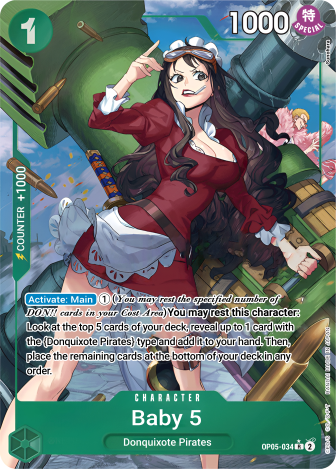 1
1000
特
SPECIAL
COUNTER +1000
Activate: Main ① (You may rest the specified number of
DON!! cards in your Cost Area)You may rest this character:
Look at the top 5 cards of your deck, reveal up to 1 card with
the {Donquixote Pirates} type and add it to your hand. Then,
place the remaining cards at the bottom of your deck in any
order.
CHARACTER
Baby 5
Donquixote Pirates
OP05-034 R 2